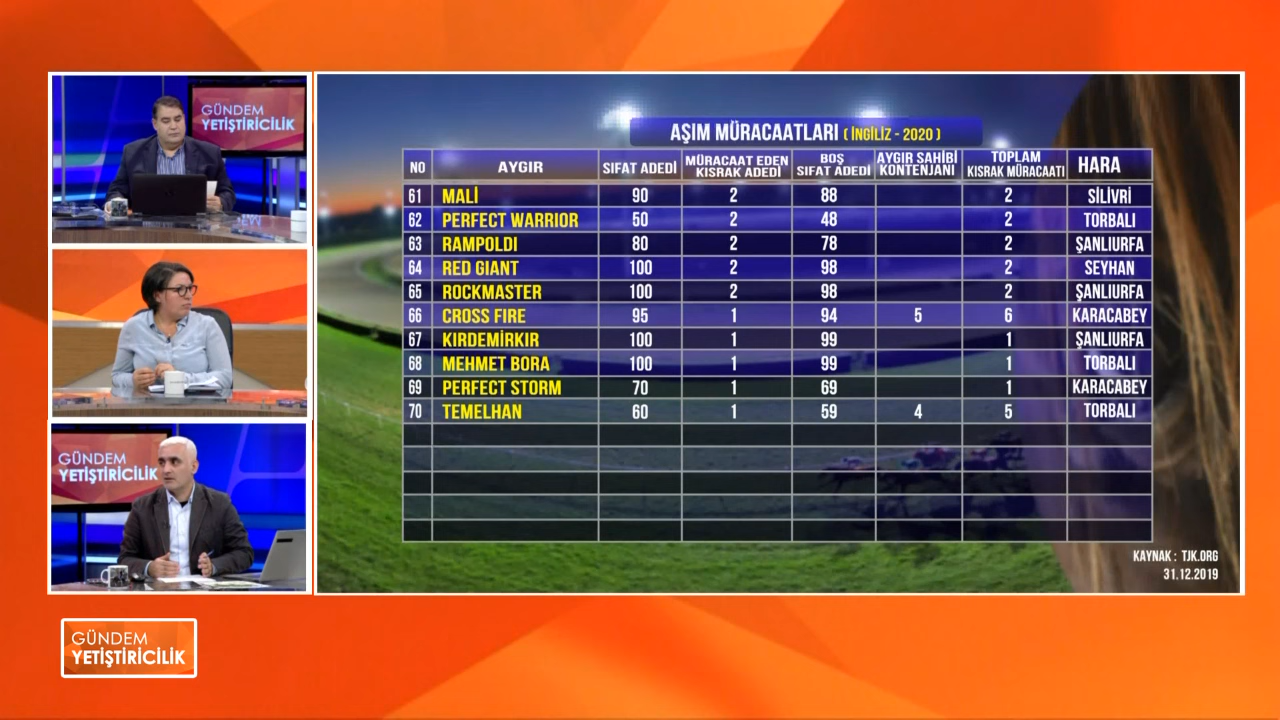 GÜNDEM
YETİŞTİRİCİLİK
GÜNDEM
YETİŞTİRİCİLİK
AŞIM MÜRACAATLARI ( İNGİLİZ - 2020 )
NO AYGIR SIFAT ADEDİ MÜRACAAT EDEN KISRAK ADEDİ BOŞ SIFAT ADEDİ AYGIR SAHİBİ KONTENJANI TOPLAM KISRAK MÜRACAATI HARA
61 MALİ 90 2 88 2 SİLİVRİ
62 PERFECT WARRIOR 50 2 48 2 TORBALI
63 RAMPOLDI 80 2 78 2 ŞANLIURFA
64 RED GIANT 100 2 98 2 SEYHAN
65 ROCKMASTER 100 2 98 2 ŞANLIURFA
66 CROSS FIRE 95 1 94 5 6 KARACABEY
67 KIRDEMİRKIR 100 1 99 1 ŞANLIURFA
68 MEHMET BORA 100 1 99 1 TORBALI
69 PERFECT STORM 70 1 69 1 KARACABEY
70 TEMELHAN 60 1 59 4 5 TORBALI
KAYNAK : TJK.ORG
31.12.2019
GÜNDEM
YETİŞTİRİCİLİK